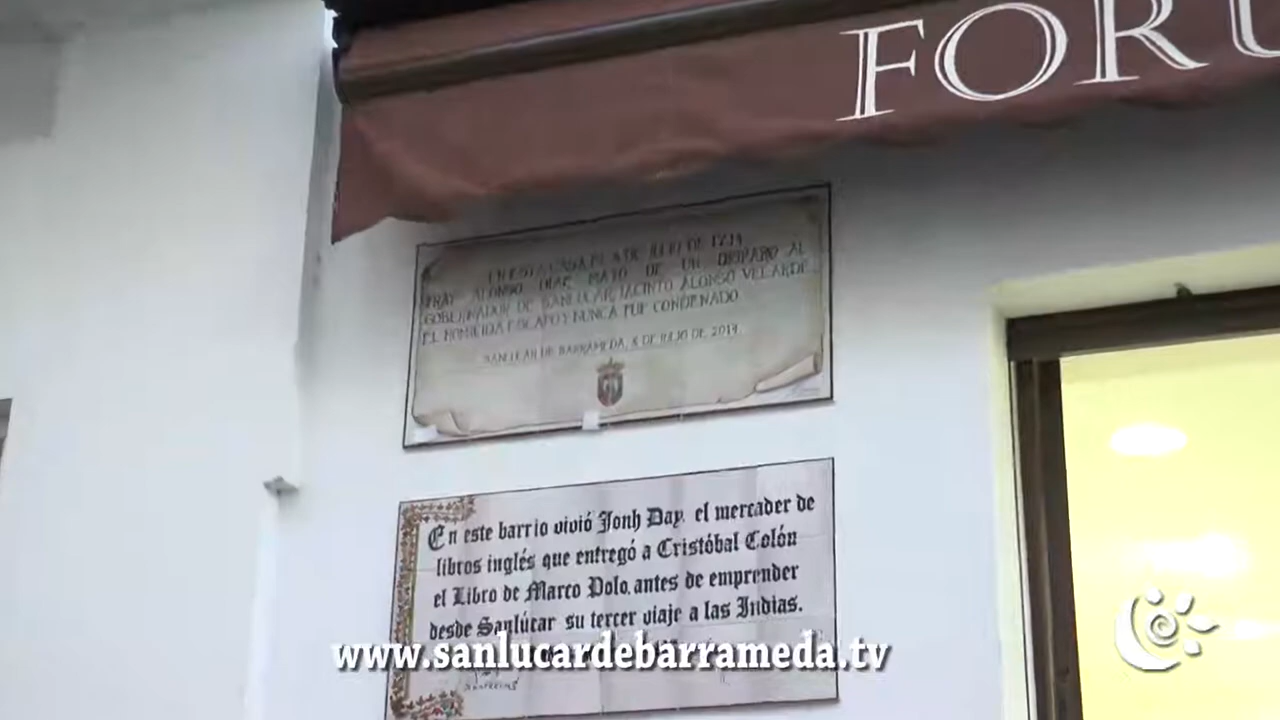 FORU
EN ESTA CASA, EL 6 DE JULIO DE 1714
FRAY ALONSO DIAZ MATO DE UN DISPARO AL
GOBERNADOR DE SANLUCAR, JACINTO ALONSO VELARDE.
EL HOMICIDA ESCAPO Y NUNCA FUE CONDENADO.
SANLUCAR DE BARRAMEDA, 6 DE JULIO DE 2014
En este barrio vivió Jonh Day, el mercader de
libros inglés que entregó a Cristóbal Colón
el Libro de Marco Polo, antes de emprender
desde Sanlúcar su tercer viaje a las Indias.
www.sanlucardebarrameda.tv